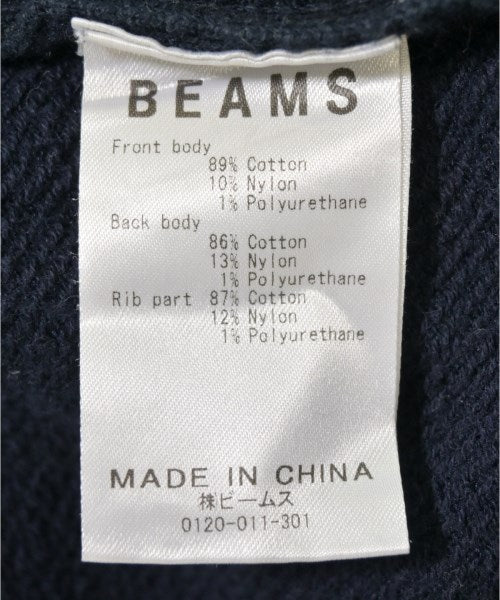 BEAMS
Front body
89% Cotton
10% Nylon
1% Polyurethane
Back body
86% Cotton
13% Nylon
1% Polyurethane
Rib part 87% Cotton
12% Nylon
1% Polyurethane
MADE IN CHINA
株ビームス
0120-011-301